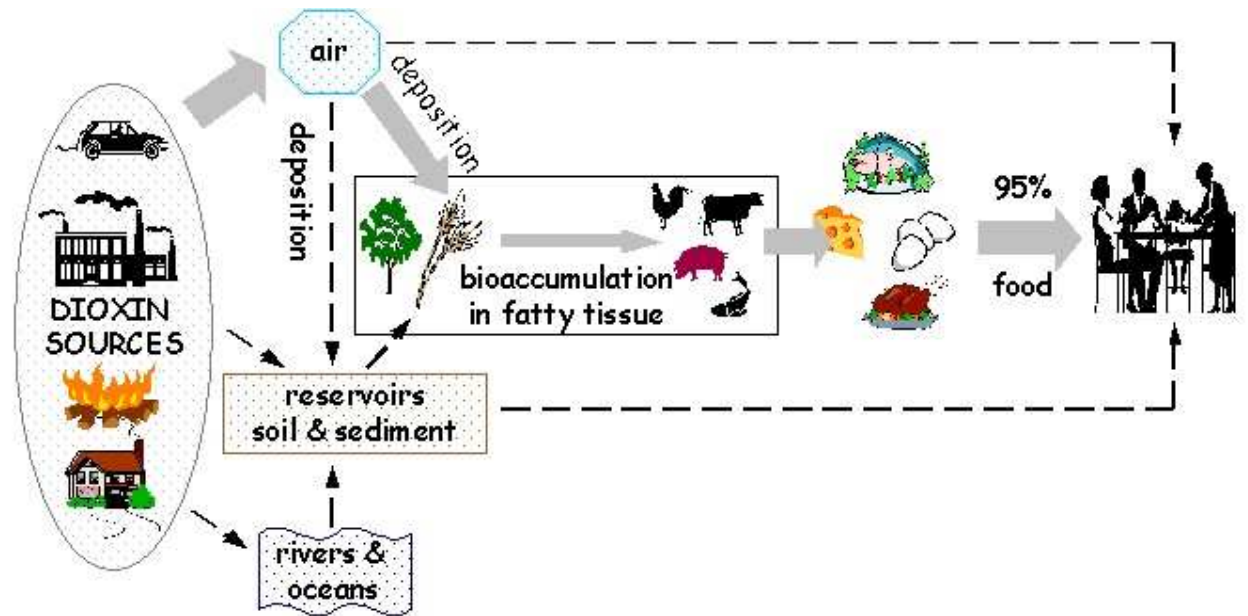 air
deposition
deposition
DIOXIN
SOURCES
bioaccumulation
in fatty tissue
95%
food
reservoirs
soil & sediment
rivers &
oceans